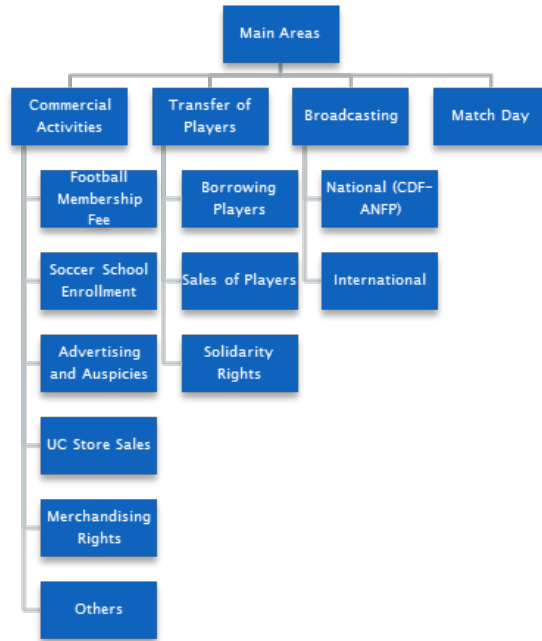 Main Areas
Commercial
Activities
Transfer of
Players
Broadcasting
Match Day
Football
Membership
Fee
Soccer School
Enrollment
Advertising
and Auspicies
UC Store Sales
Merchandising
Rights
Others
Borrowing
Players
Sales of Players
Solidarity
Rights
National (CDF-
ANFP)
International